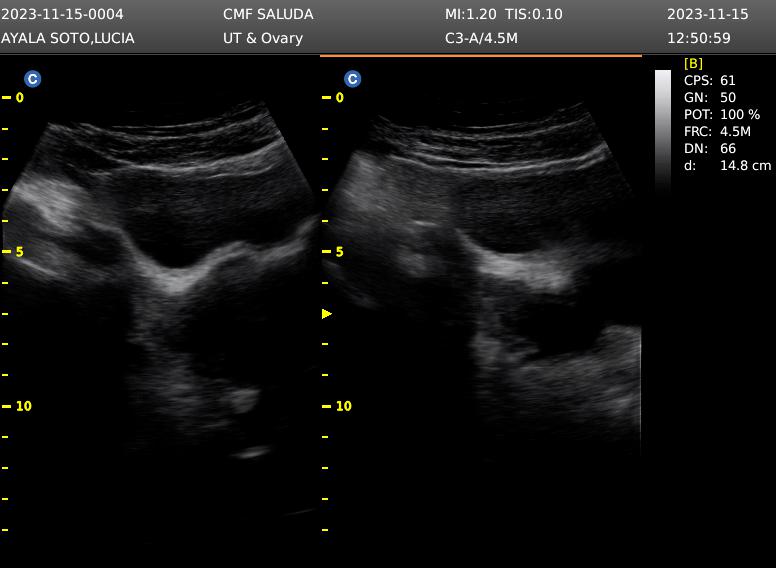 2023-11-15-0004 CMF SALUDA MI:1.20 TIS:0.10 2023-11-15
AYALA SOTO,LUCIA UT & Ovary C3-A/4.5M 12:50:59
C
C
[B]
CPS: 61
GN: 50
POT: 100 %
FRC: 4.5M
DN: 66
d: 14.8 cm
0
0
5
5
10
10